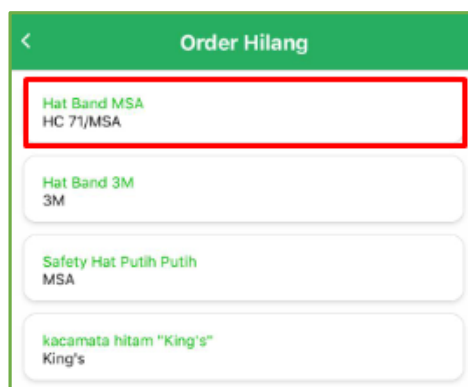 Order Hilang
Hat Band MSA
HC 71/MSA
Hat Band 3M
3M
Safety Hat Putih Putih
MSA
kacamata hitam "King's"
King's